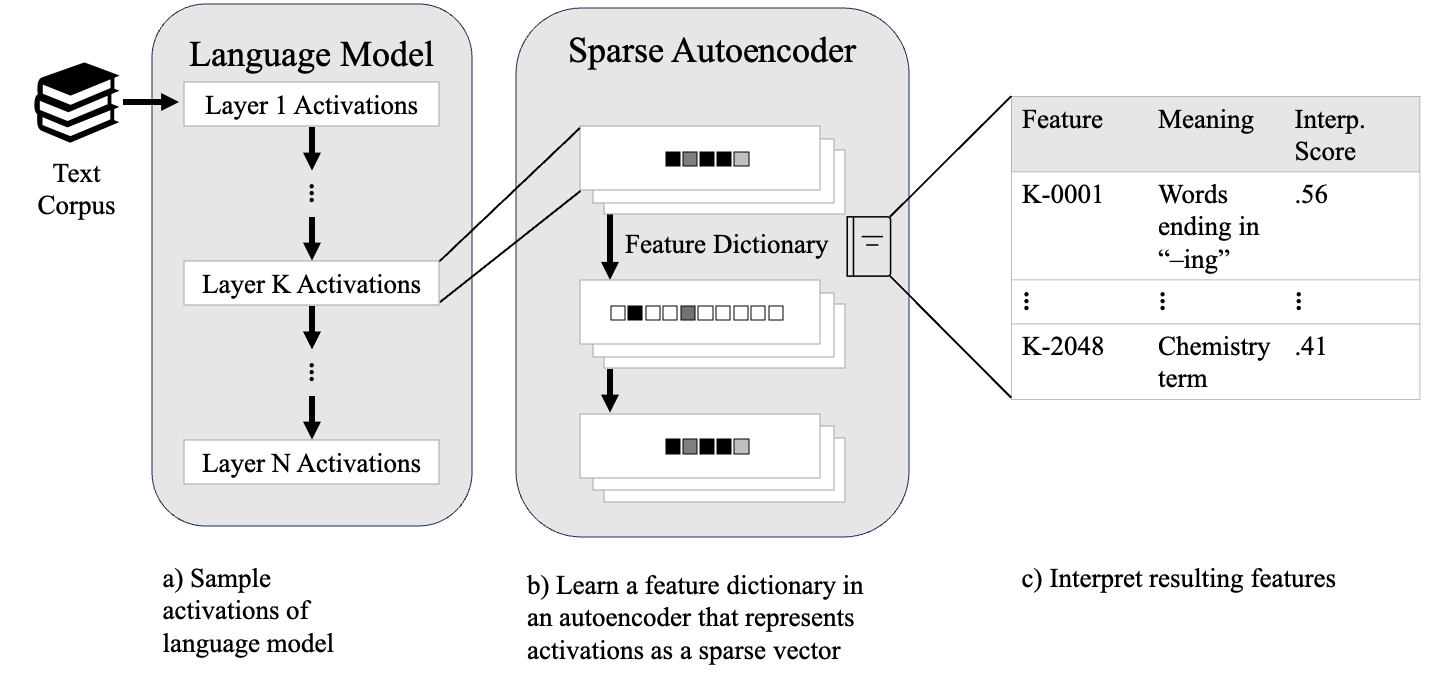 Language Model
Text
Corpus
Layer 1 Activations
⋮
Layer K Activations
⋮
Layer N Activations
a) Sample
activations of
language model
Sparse Autoencoder
Feature Dictionary
b) Learn a feature dictionary in
an autoencoder that represents
activations as a sparse vector
Feature Meaning Interp.
Score
K-0001 Words .56
ending in
“–ing”
⋮ ⋮ ⋮
K-2048 Chemistry .41
term
c) Interpret resulting features